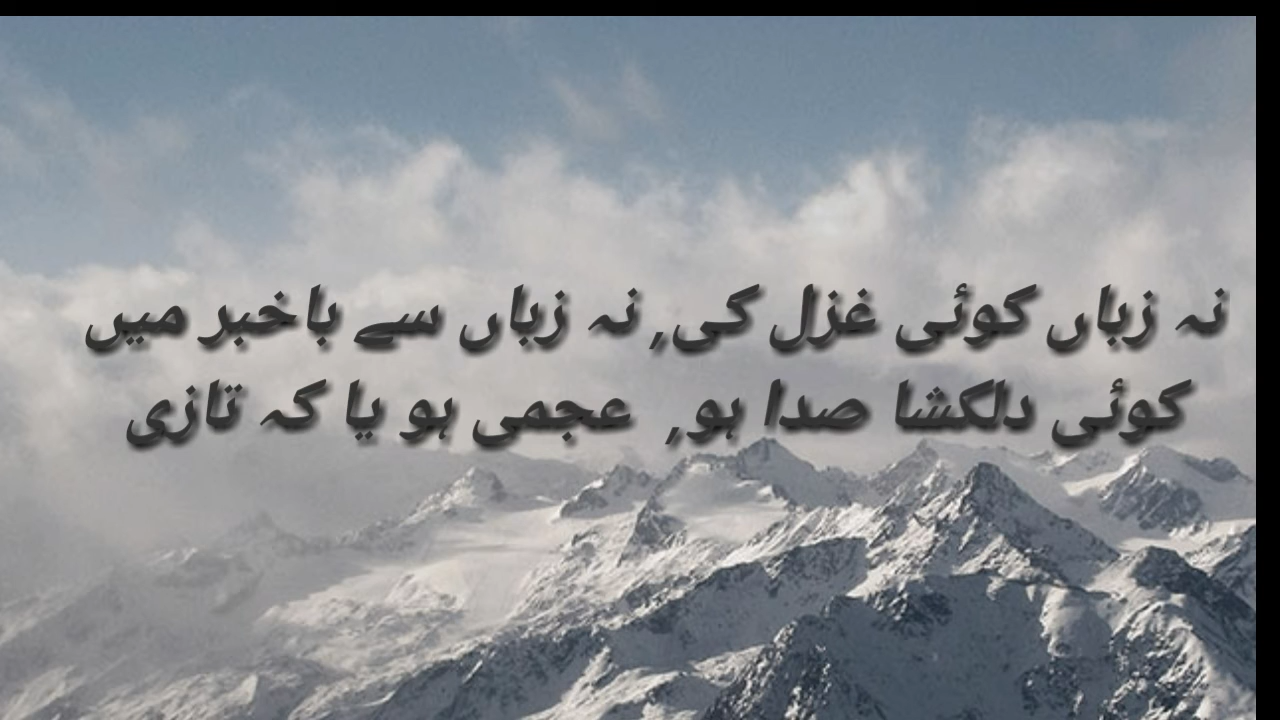 نہ زباں کوئی غزل کی, نہ زباں سے باخبر میں
کوئی دلکشا صدا ہو, عجمی ہو یا کہ تازی